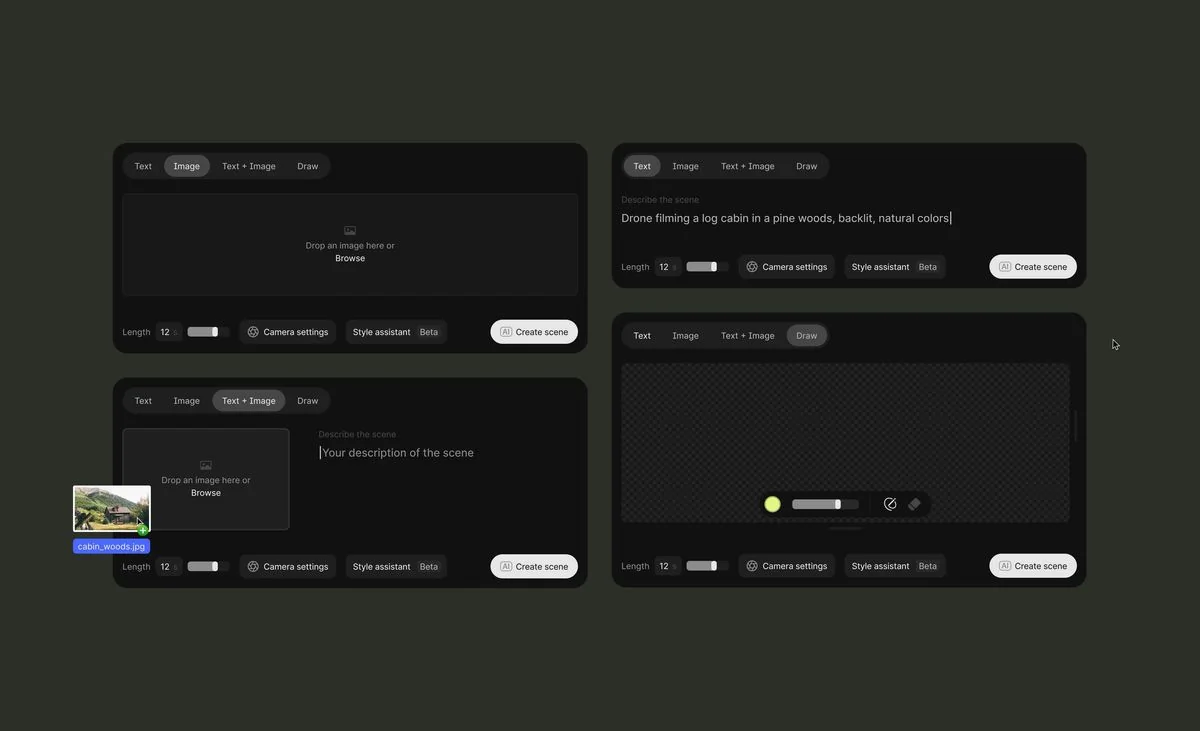 Text Image Text + Image Draw
Drop an image here or
Browse
Length 12 s Camera settings Style assistant Beta AI Create scene
Text Image Text + Image Draw
Describe the scene
Drone filming a log cabin in a pine woods, backlit, natural colors
Length 12 s Camera settings Style assistant Beta AI Create scene
Text Image Text + Image Draw
Drop an image here or
Browse
Describe the scene
Your description of the scene
cabin_woods.jpg
Length 12 s Camera settings Style assistant Beta AI Create scene
Text Image Text + Image Draw
Length 12 s Camera settings Style assistant Beta AI Create scene